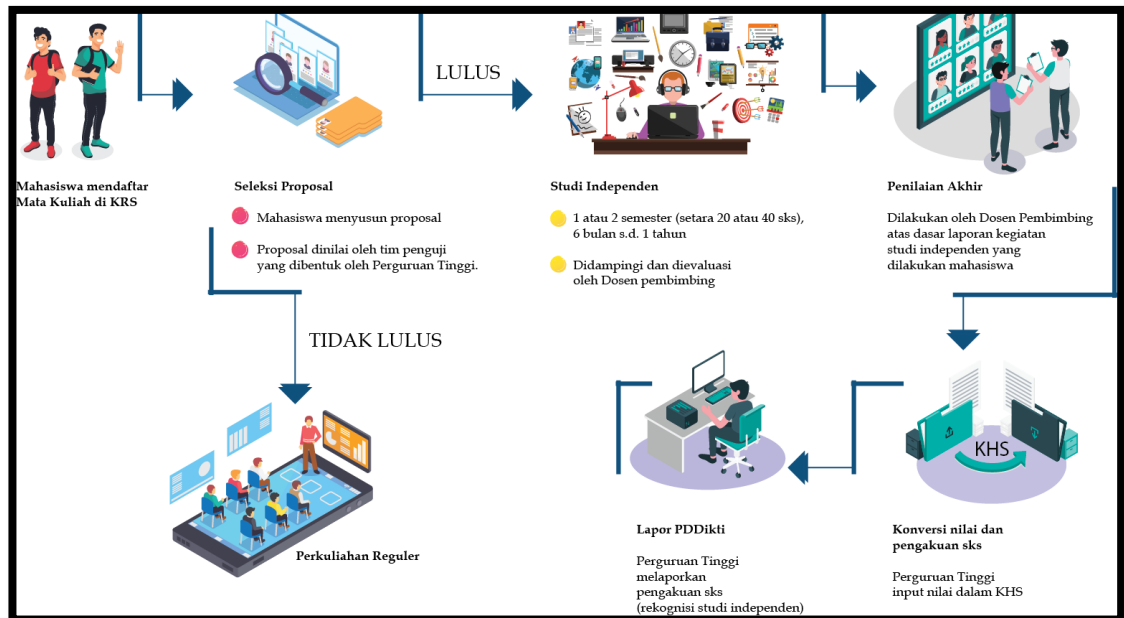 LULUS
Mahasiswa mendaftar
Mata Kuliah di KRS
Seleksi Proposal
Mahasiswa menyusun proposal
Proposal dinilai oleh tim penguji
yang dibentuk oleh Perguruan Tinggi.
Studi Independen
1 atau 2 semester (setara 20 atau 40 sks),
6 bulan s.d. 1 tahun
Didampingi dan dievaluasi
oleh Dosen pembimbing
Penilaian Akhir
Dilakukan oleh Dosen Pembimbing
atas dasar laporan kegiatan
studi independen yang
dilakukan mahasiswa
TIDAK LULUS
Perkuliahan Reguler
Lapor PDDikti
Perguruan Tinggi
melaporkan
pengakuan sks
(rekognisi studi independen)
KHS
Konversi nilai dan
pengakuan sks
Perguruan Tinggi
input nilai dalam KHS